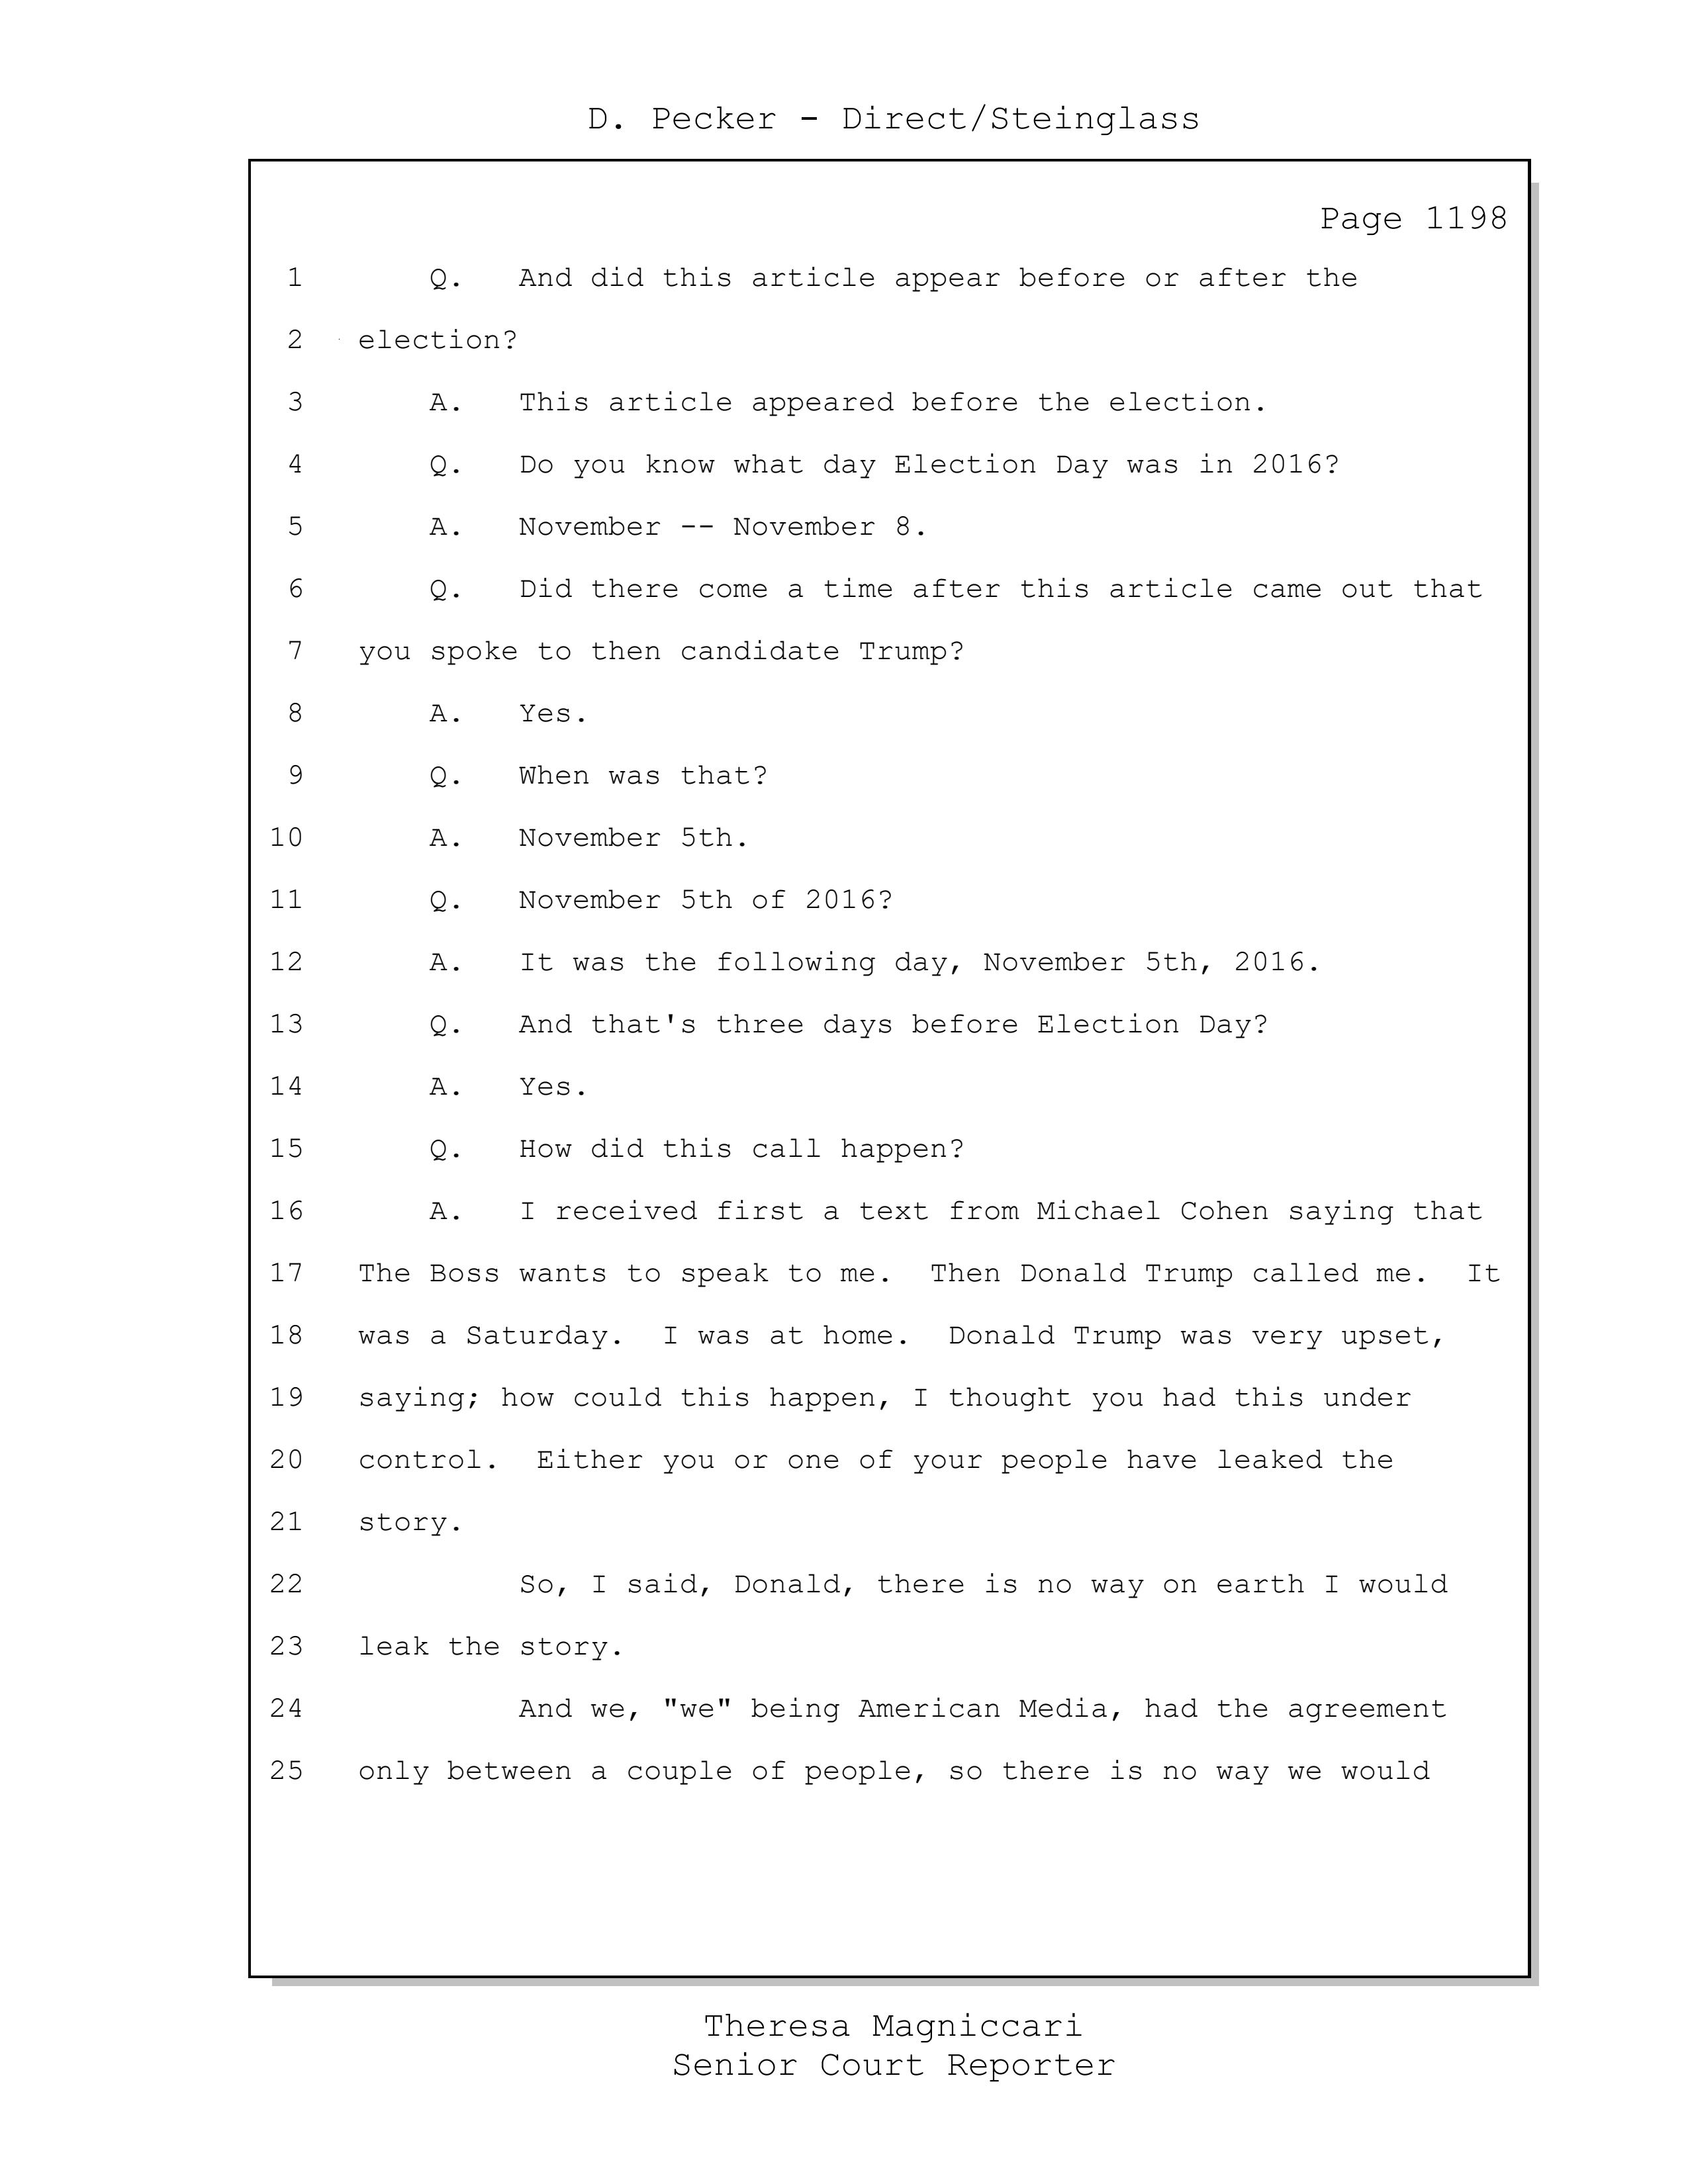 D. Pecker - Direct/Steinglass
Page 1198
1 Q. And did this article appear before or after the
2 election?
3 A. This article appeared before the election.
4 Q. Do you know what day Election Day was in 2016?
5 A. November -- November 8.
6 Q. Did there come a time after this article came out that
7 you spoke to then candidate Trump?
8 A. Yes.
9 Q. When was that?
10 A. November 5th.
11 Q. November 5th of 2016?
12 A. It was the following day, November 5th, 2016.
13 Q. And that's three days before Election Day?
14 A. Yes.
15 Q. How did this call happen?
16 A. I received first a text from Michael Cohen saying that
17 The Boss wants to speak to me. Then Donald Trump called me. It
18 was a Saturday. I was at home. Donald Trump was very upset,
19 saying; how could this happen, I thought you had this under
20 control. Either you or one of your people have leaked the
21 story.
22 So, I said, Donald, there is no way on earth I would
23 leak the story.
24 And we, "we" being American Media, had the agreement
25 only between a couple of people, so there is no way we would
Theresa Magniccari
Senior Court Reporter